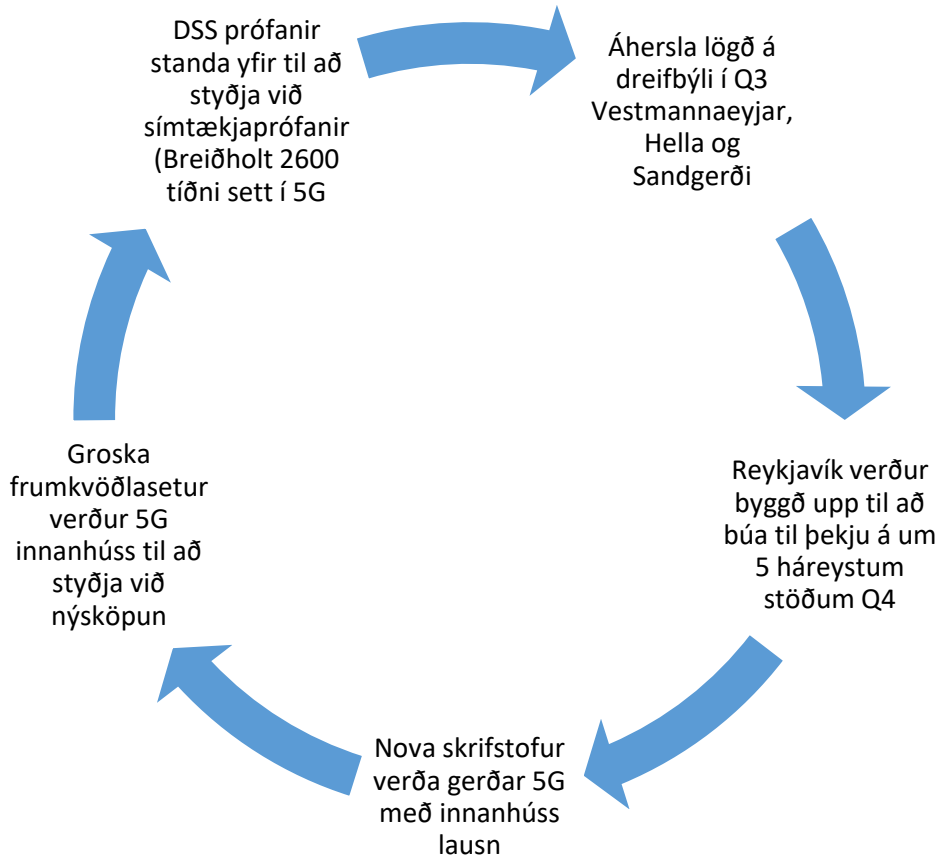 DSS prófanir
standa yfir til að
styðja við
símtækjaprófanir
(Breiðholt 2600
tíðni sett í 5G
Áhersla lögð á
dreifbýli í Q3
Vestmannaeyjar,
Hella og
Sandgerði
Reykjavík verður
byggð upp til að
búa til þekju á um
5 háreystum
stöðum Q4
Nova skrifstofur
verða gerðar 5G
með innanhúss
lausn
Groska
frumkvöðlasetur
verður 5G
innanhúss til að
styðja við
nýsköpun